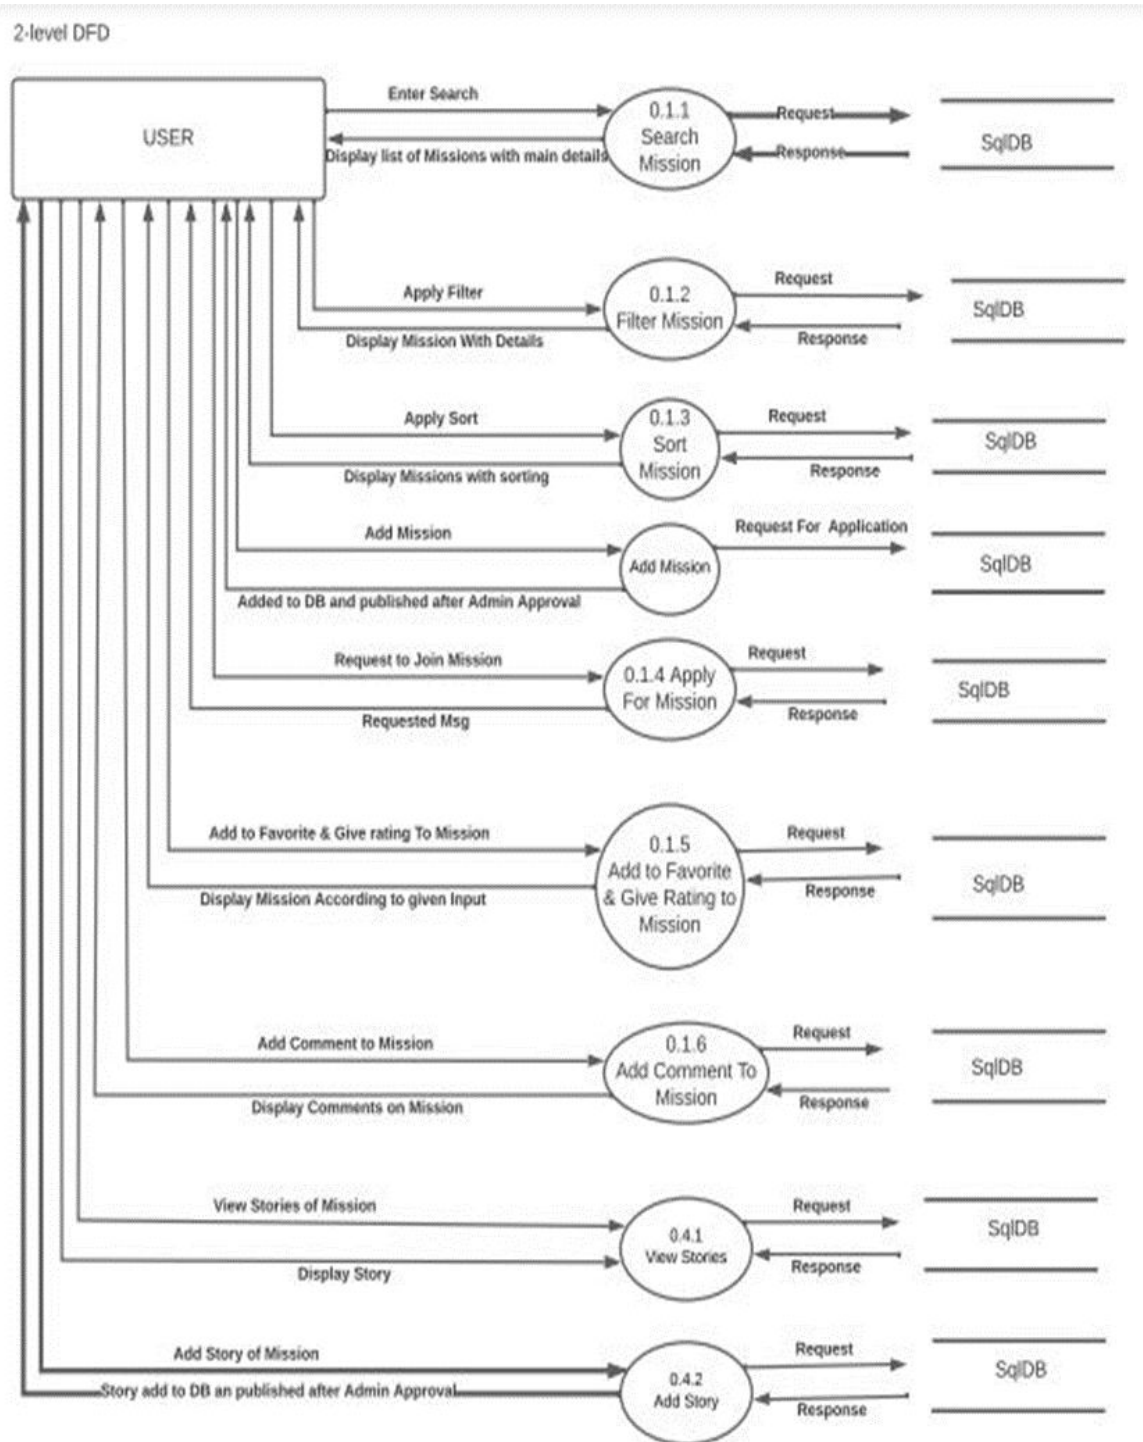 2-level DFD
USER
Enter Search
Display list of Missions with main details
0.1.1
Search
Mission
Request
Response
SqlDB
Apply Filter
Display Mission With Details
0.1.2
Filter Mission
Request
Response
SqlDB
Apply Sort
Display Missions with sorting
0.1.3
Sort
Mission
Request
Response
SqlDB
Add Mission
Added to DB and published after Admin Approval
Add Mission
Request For Application
SqlDB
Request to Join Mission
Requested Msg
0.1.4 Apply
For Mission
Request
Response
SqlDB
Add to Favorite & Give rating To Mission
Display Mission According to given Input
0.1.5
Add to Favorite
& Give Rating to
Mission
Request
Response
SqlDB
Add Comment to Mission
Display Comments on Mission
0.1.6
Add Comment To
Mission
Request
Response
SqlDB
View Stories of Mission
Display Story
0.4.1
View Stories
Request
Response
SqlDB
Add Story of Mission
Story add to DB an published after Admin Approval
0.4.2
Add Story
Request
Response
SqlDB